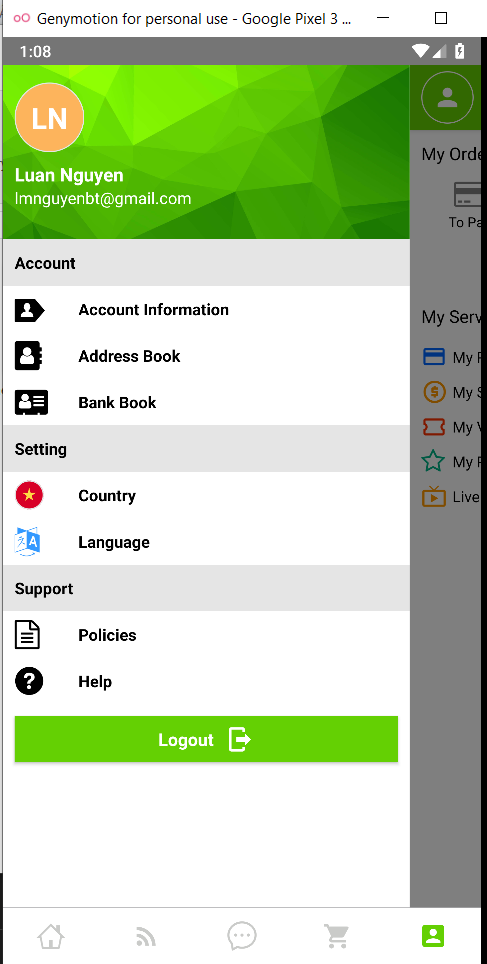 Genymotion for personal use - Google Pixel 3 ...
1:08
LN
Luan Nguyen
lmnguyenbt@gmail.com
Account
Account Information
Address Book
Bank Book
Setting
Country
Language
Support
Policies
Help
Logout
My Orde
To Pa
My Serv
My
My
My
My
Live